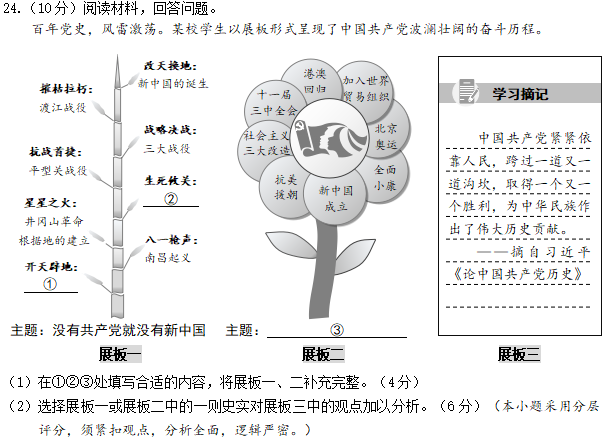 24.（10分）阅读材料，回答问题。
百年党史，风雷激荡。某校学生以展板形式呈现了中国共产党波澜壮阔的奋斗历程。
改天换地：
新中国的诞生
摧枯拉朽：
渡江战役
战略决战：
三大战役
抗战首捷：
平型关战役
生死攸关：
②
星星之火：
井冈山革命
根据地的建立
八一枪声：
南昌起义
开天辟地：
①
主题：没有共产党就没有新中国
展板一
港澳
回归
加入世界
贸易组织
十一届
三中全会
北京
奥运
社会主义
三大改造
全面
小康
抗美
援朝
新中国
成立
主题：③
展板二
学习摘记
中国共产党紧紧依
靠人民，跨过一道又一
道沟坎，取得一个又一
个胜利，为中华民族作
出了伟大历史贡献。
——摘自习近平
《论中国共产党历史》
展板三
（1）在①②③处填写合适的内容，将展板一、二补充完整。（4分）
（2）选择展板一或展板二中的一则史实对展板三中的观点加以分析。（6分）（本小题采用分层
评分，须紧扣观点，分析全面，逻辑严密。）